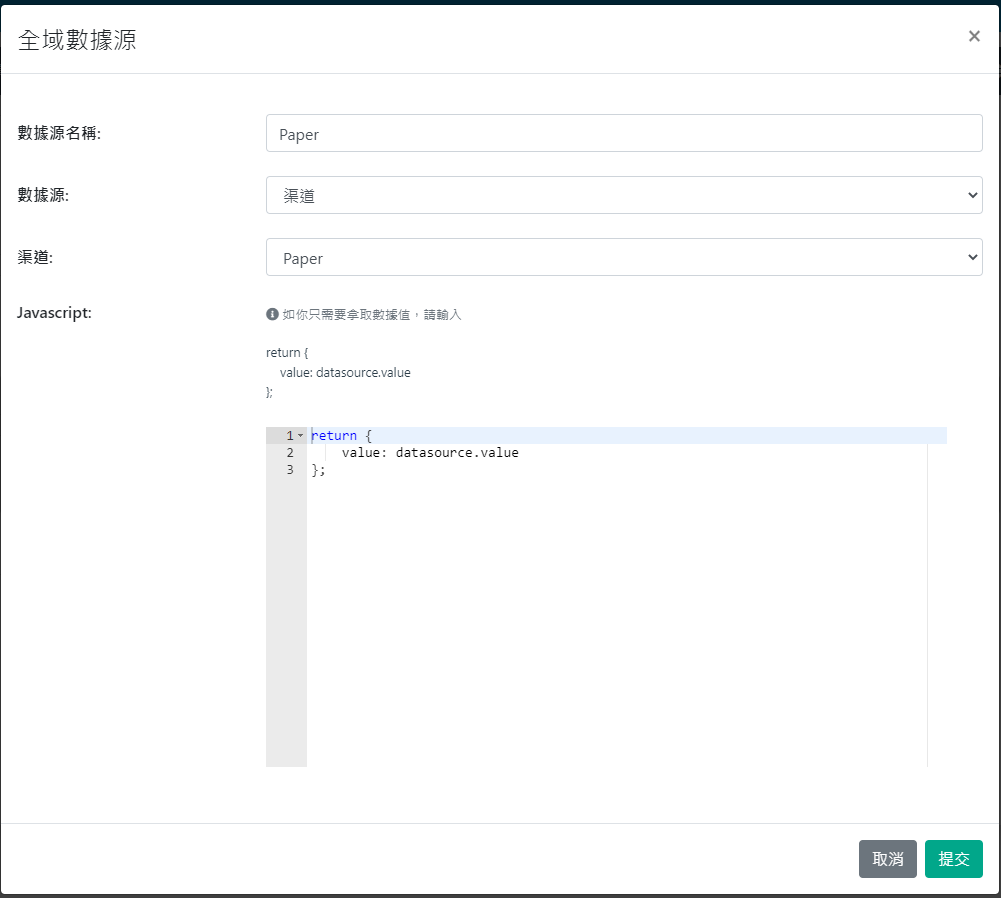 全域數據源
×
數據源名稱:
Paper
數據源:
渠道
渠道:
Paper
Javascript:
如你只需要拿取數據值，請輸入
return {
value: datasource.value
};
1 return {
2 value: datasource.value
3 };
取消
提交